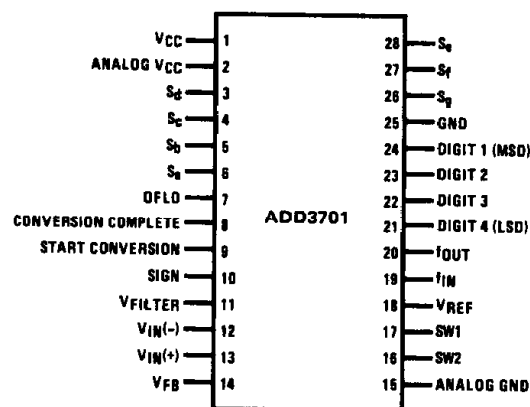 VCC 1
ANALOG VCC 2
Sd 3
Sc 4
Sb 5
Sa 6
OFLO 7
CONVERSION COMPLETE 8
START CONVERSION 9
SIGN 10
VFILTER 11
VIN(-) 12
VIN(+) 13
VFB 14
ADD3701
28 Se
27 Sf
26 Sg
25 GND
24 DIGIT 1 (MSD)
23 DIGIT 2
22 DIGIT 3
21 DIGIT 4 (LSD)
20 fOUT
19 fIN
18 VREF
17 SW1
16 SW2
15 ANALOG GND